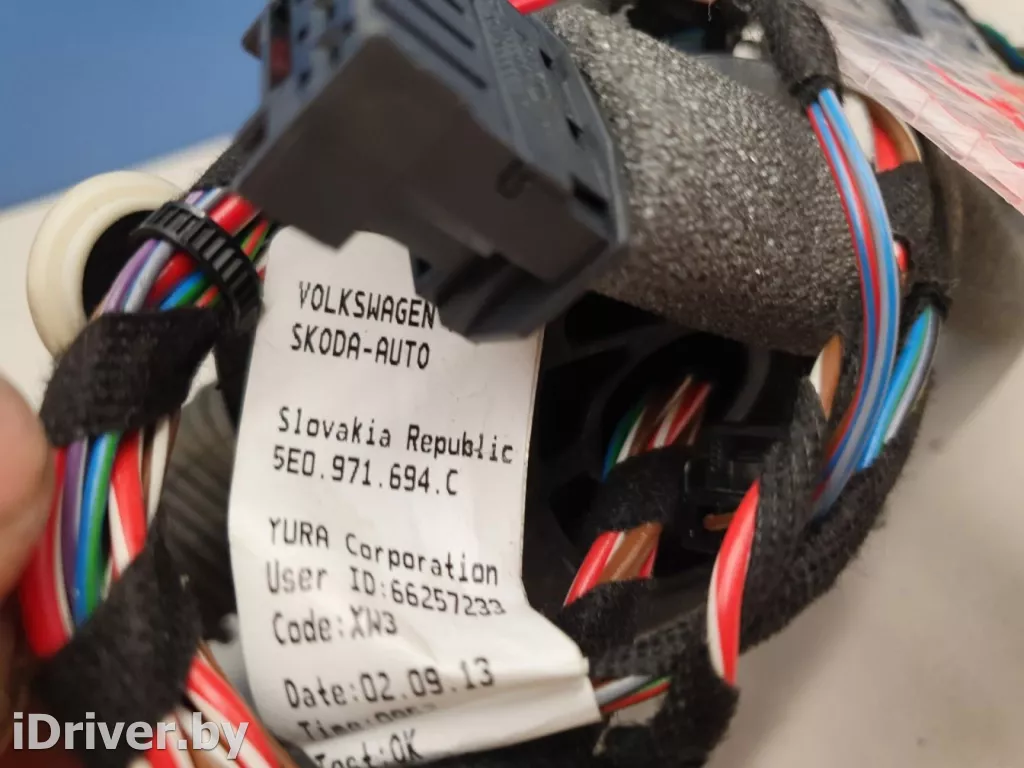 VOLKSWAGEN
SKODA-AUTO
Slovakia Republic
5E0.971.694.C
YURA Corporation
User ID:66257233
Code:XW3
Date:02.09.13
Test:OK
iDriver.by